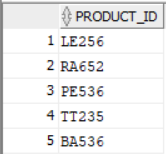 PRODUCT_ID
1 LE256
2 RA652
3 PE536
4 TT235
5 BA536